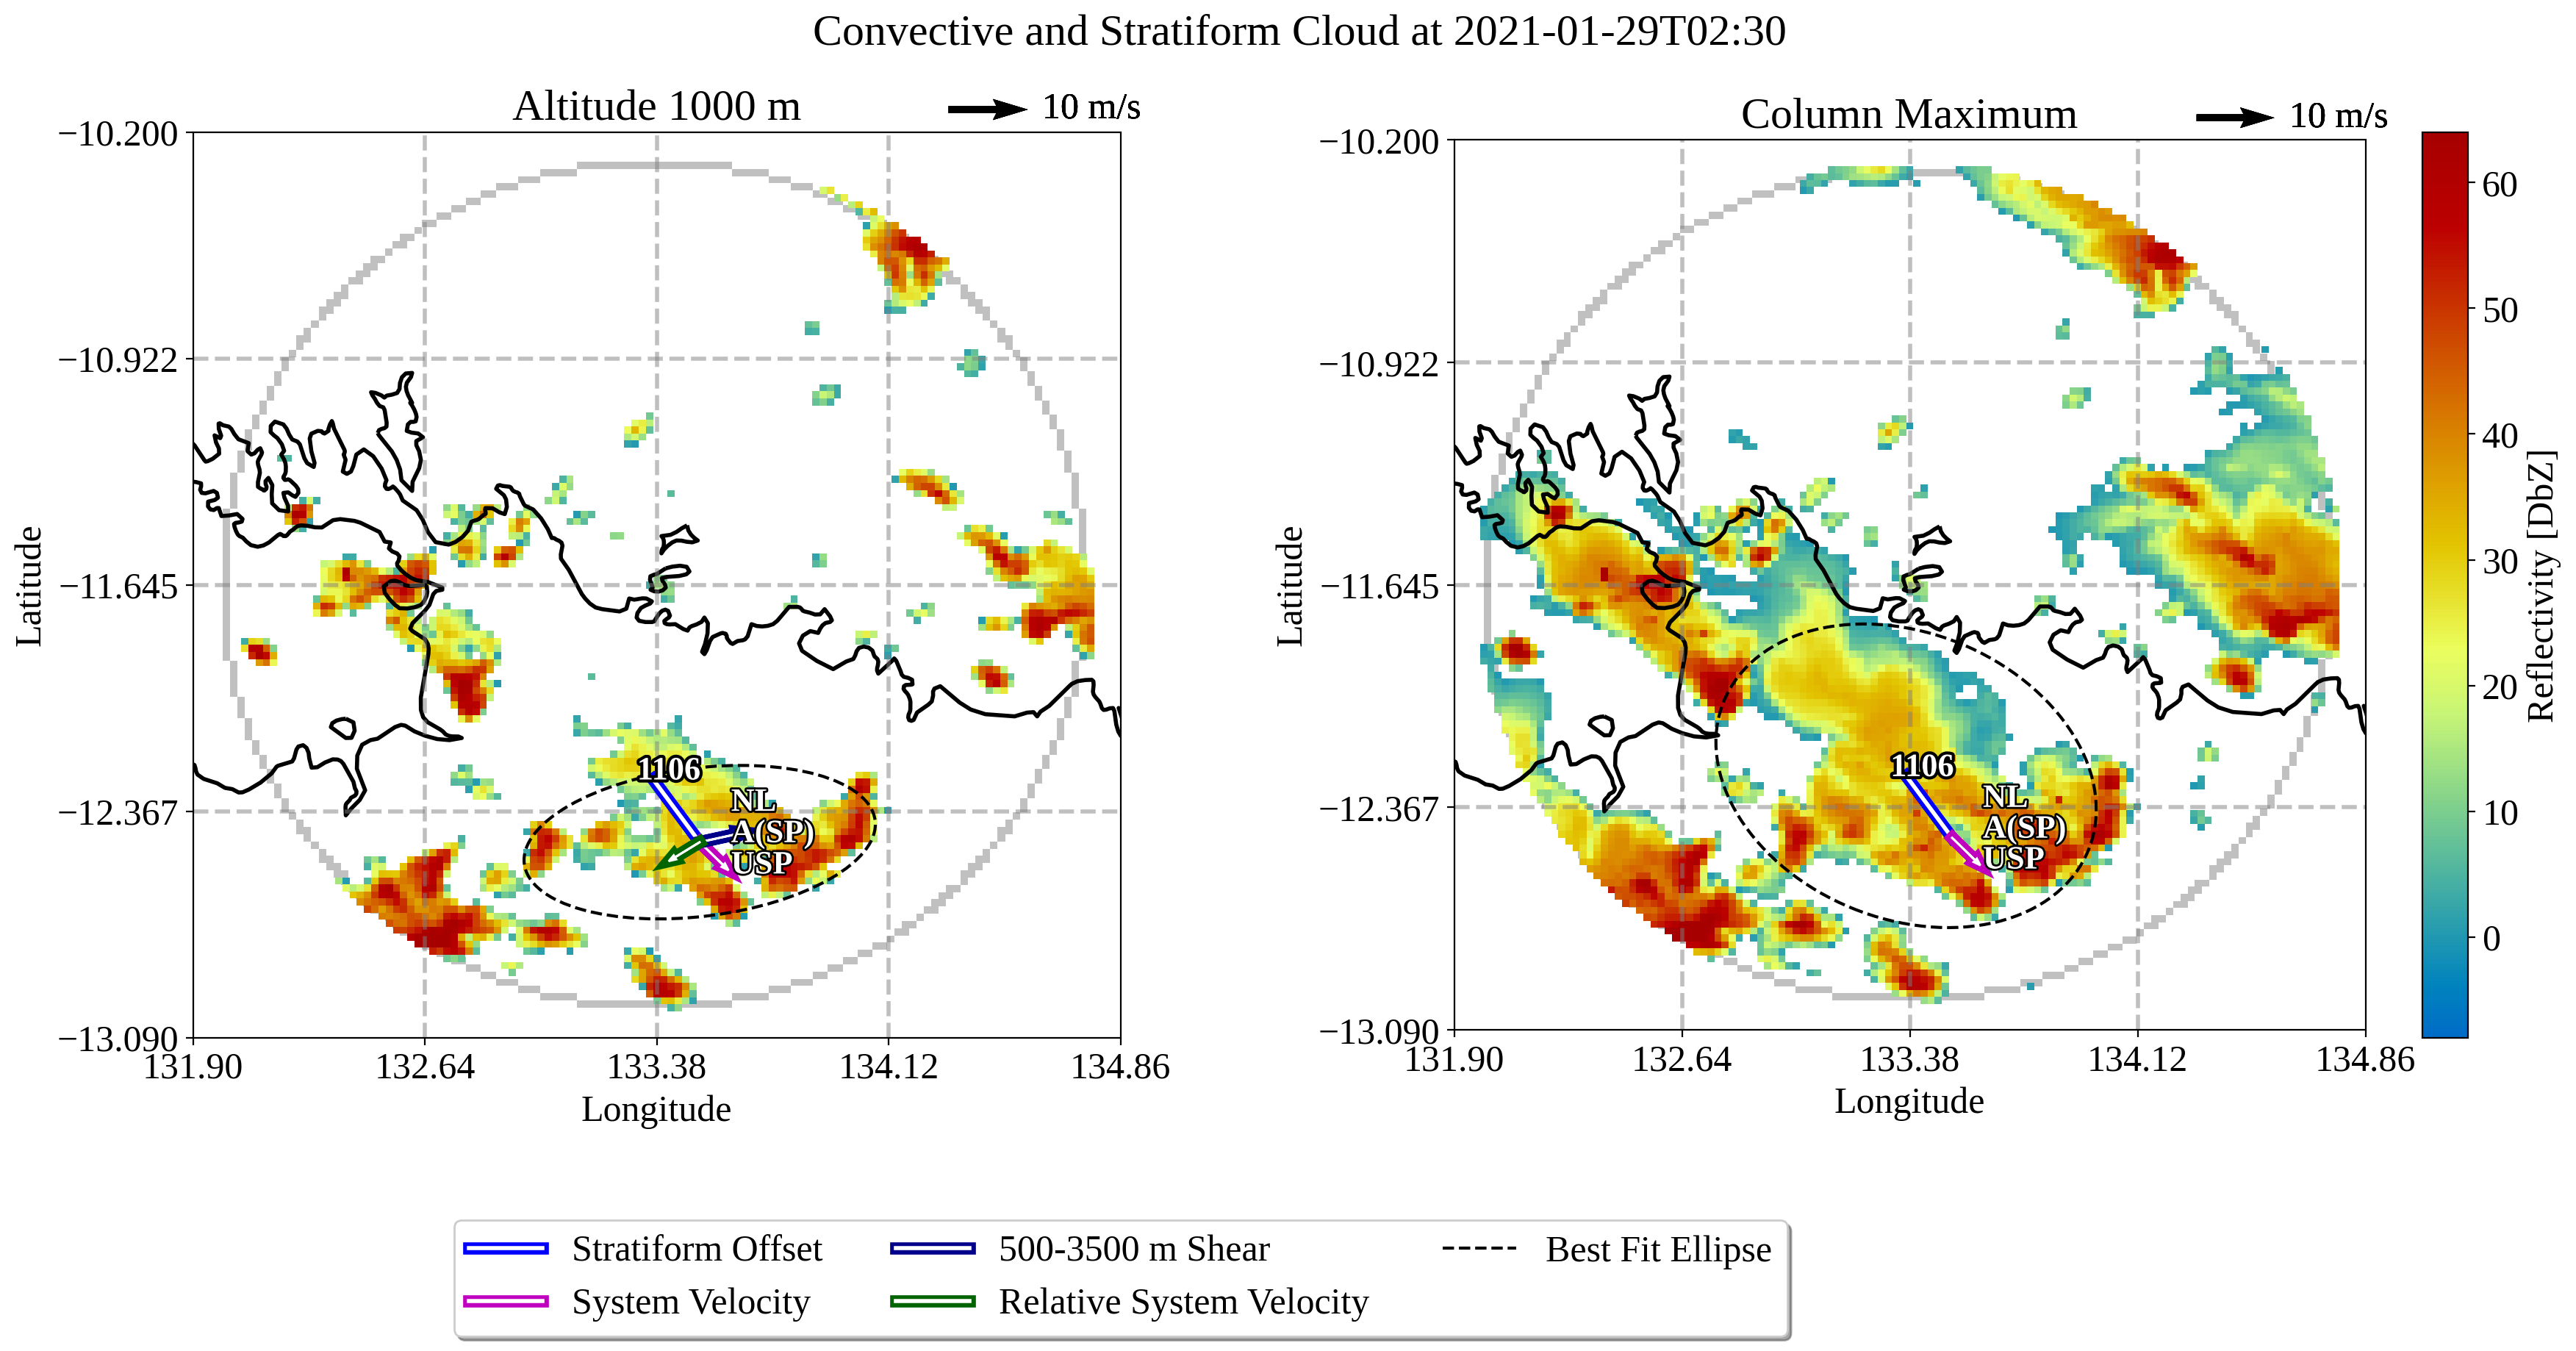 Convective and Stratiform Cloud at 2021-01-29T02:30
Altitude 1000 m
10 m/s
−10.200
−10.922
−11.645
−12.367
−13.090
Latitude
131.90
132.64
133.38
134.12
134.86
Longitude
1106
NL
A(SP)
USP
Column Maximum
10 m/s
−10.200
−10.922
−11.645
−12.367
−13.090
Latitude
131.90
132.64
133.38
134.12
134.86
Longitude
1106
NL
A(SP)
USP
60
50
40
30
20
10
0
Reflectivity [DbZ]
Stratiform Offset
System Velocity
500-3500 m Shear
Relative System Velocity
Best Fit Ellipse